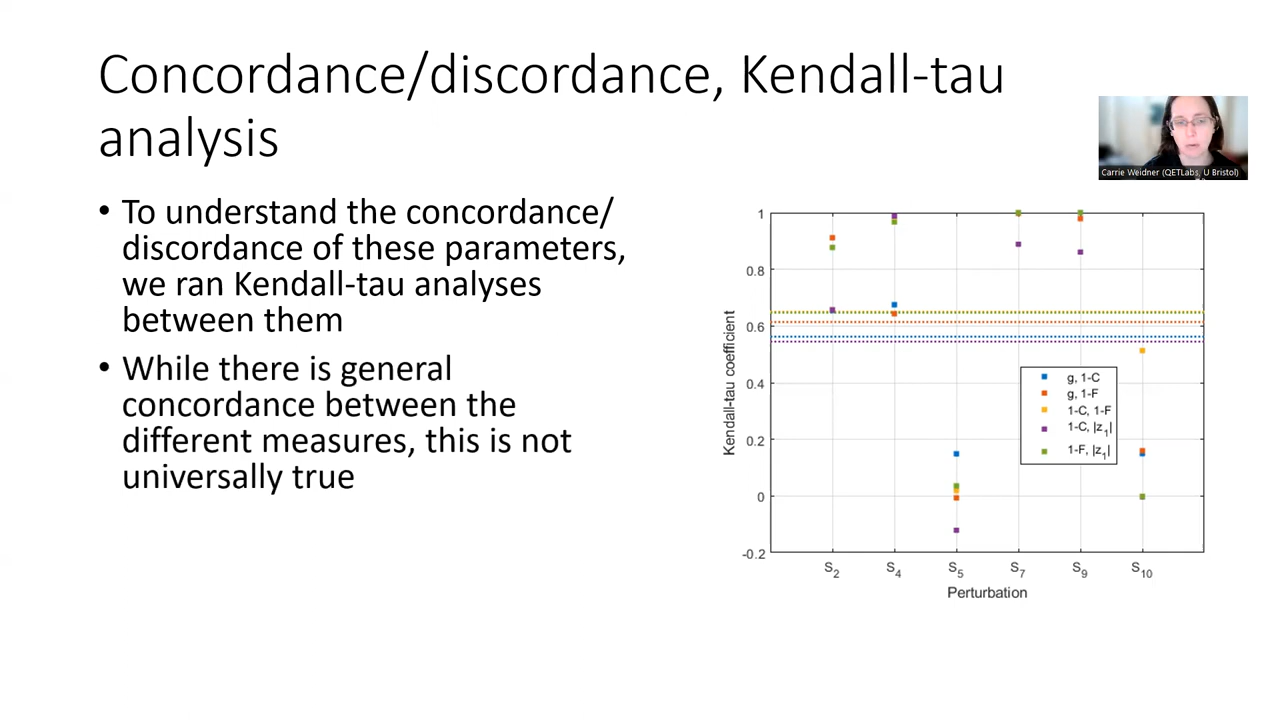 Concordance/discordance, Kendall-tau
analysis
Carrie Weidner (QETLabs, U Bristol)
• To understand the concordance/
discordance of these parameters,
we ran Kendall-tau analyses
between them
• While there is general
concordance between the
different measures, this is not
universally true
Kendall-tau coefficient
1
0.8
0.6
0.4
0.2
0
-0.2
g, 1-C
g, 1-F
1-C, 1-F
1-C, |z₁|
1-F, |z₁|
S₂ S₄ S₅ S₇ S₉ S₁₀
Perturbation